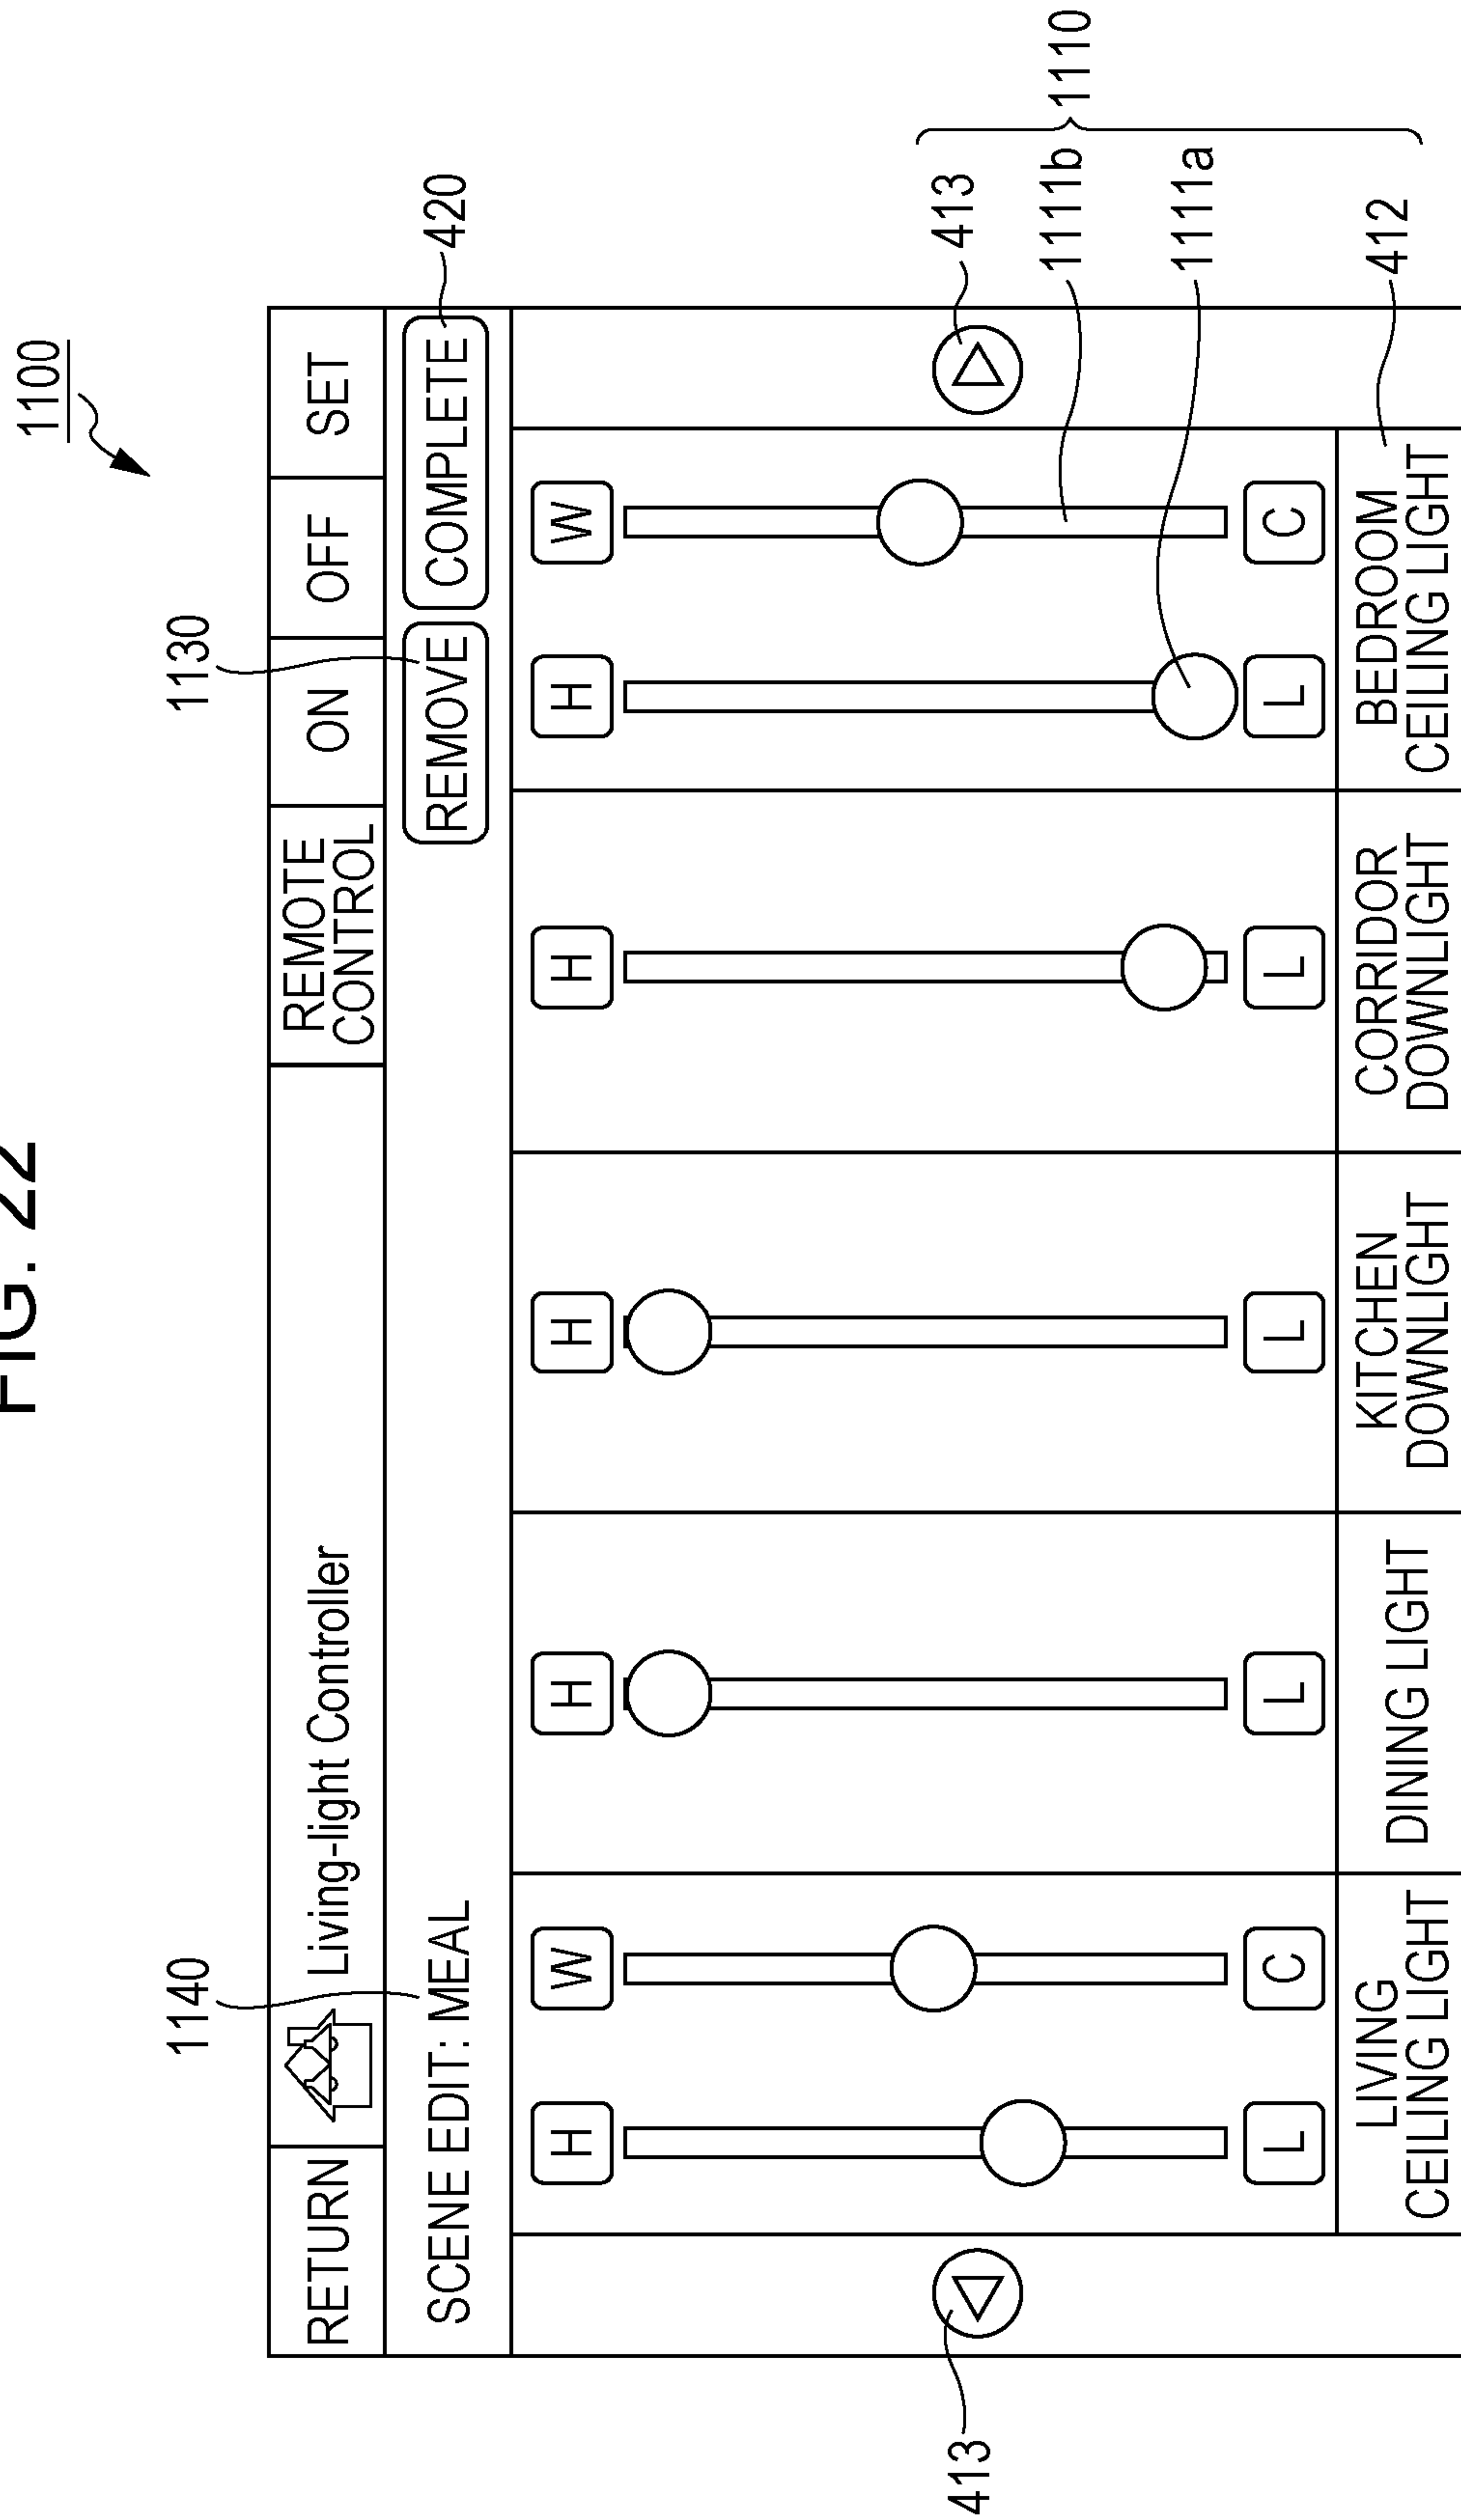 FIG. 22
1100
1140
1130
RETURN
Living-light Controller
REMOTE
CONTROL
ON
OFF
SET
SCENE EDIT: MEAL
REMOVE
COMPLETE
420
H
W
H
H
H
H
W
413
413
1111b
1111a
1110
L
C
L
L
L
L
C
LIVING
CEILING LIGHT
DINING LIGHT
KITCHEN
DOWNLIGHT
CORRIDOR
DOWNLIGHT
BEDROOM
CEILING LIGHT
412